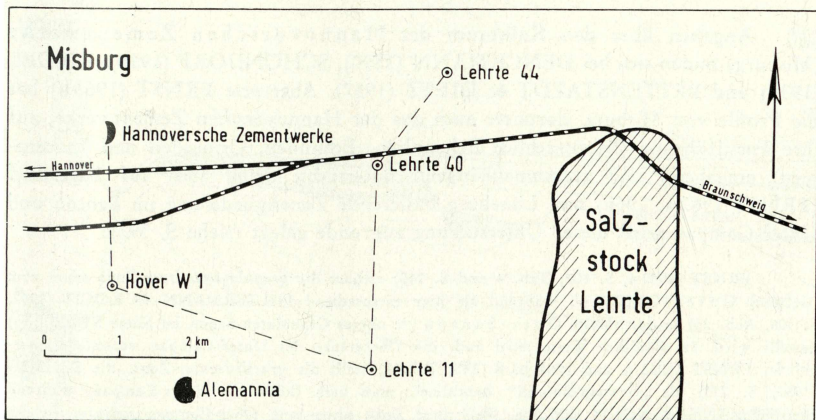 Misburg
Lehrte 44
Hannoversche Zementwerke
Hannover
Lehrte 40
Braunschweig
Salz-
stock
Lehrte
Höver W 1
0 1 2 km
Lehrte 11
Alemannia